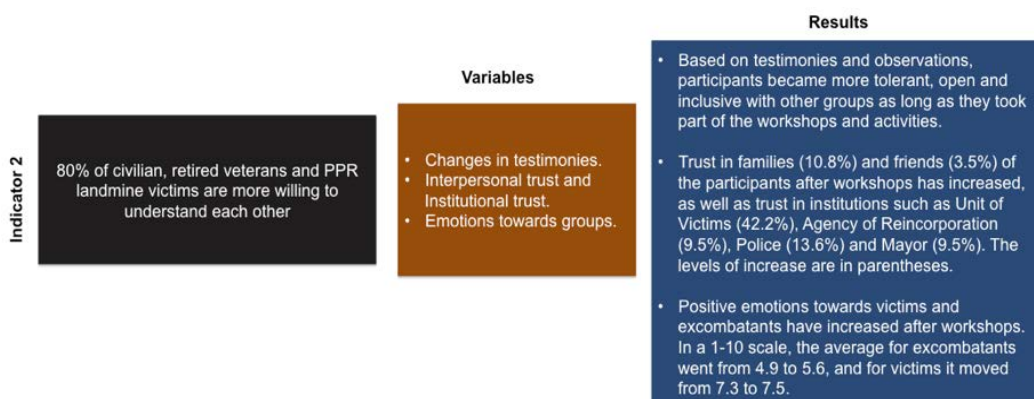 Indicator 2
80% of civilian, retired veterans and PPR
landmine victims are more willing to
understand each other
Variables
• Changes in testimonies.
• Interpersonal trust and
Institutional trust.
• Emotions towards groups.
Results
• Based on testimonies and observations,
participants became more tolerant, open and
inclusive with other groups as long as they took
part of the workshops and activities.
• Trust in families (10.8%) and friends (3.5%) of
the participants after workshops has increased,
as well as trust in institutions such as Unit of
Victims (42.2%), Agency of Reincorporation
(9.5%), Police (13.6%) and Mayor (9.5%). The
levels of increase are in parentheses.
• Positive emotions towards victims and
excombatants have increased after workshops.
In a 1-10 scale, the average for excombatants
went from 4.9 to 5.6, and for victims it moved
from 7.3 to 7.5.